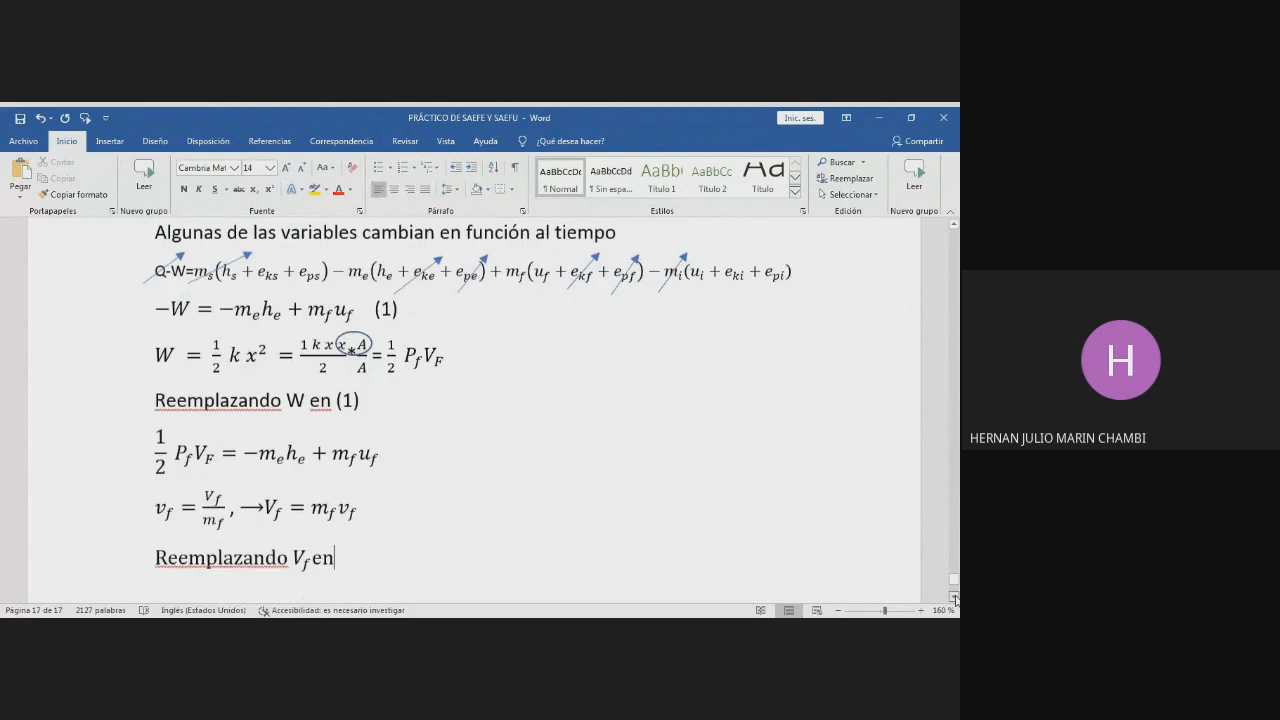 PRÁCTICO DE SAEFE Y SAEFU - Word
Inic. ses.
Archivo Inicio Insertar Diseño Disposición Referencias Correspondencia Revisar Vista Ayuda ¿Qué desea hacer? Compartir
Pegar
Cortar
Copiar
Copiar formato
Portapapeles
Leer
Nuevo grupo
Cambria Mat 14
N K S abc x₂ x²
Fuente
Párrafo
AaBbCcDc AaBbCcDd AaBbC AaBbCcC Aa
¶ Normal ¶ Sin espa... Título 1 Título 2 Título
Estilos
Buscar
Reemplazar
Seleccionar
Edición
Leer
Nuevo grupo
Algunas de las variables cambian en función al tiempo
Q-W=m_s(h_s + e_ks + e_ps) − m_e(h_e + e_ke + e_pe) + m_f(u_f + e_kf + e_pf) − m_i(u_i + e_ki + e_pi)
−W = −m_e h_e + m_f u_f (1)
W = 1/2 k x² = (1 k x x * A)/(2 A) = 1/2 P_f V_F
Reemplazando W en (1)
1/2 P_f V_F = −m_e h_e + m_f u_f
v_f = V_f/m_f , →V_f = m_f v_f
Reemplazando V_f en
Página 17 de 17 2127 palabras Inglés (Estados Unidos) Accesibilidad: es necesario investigar 160 %
H
HERNAN JULIO MARIN CHAMBI